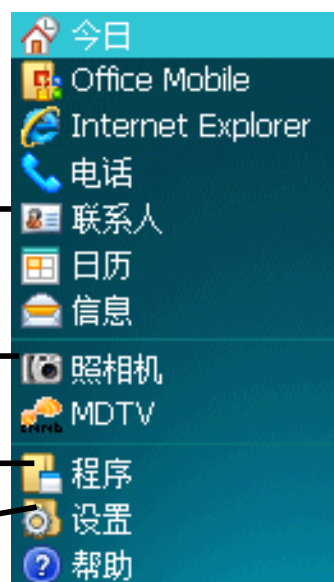 今日
Office Mobile
Internet Explorer
电话
联系人
日历
信息
照相机
MDTV
程序
设置
帮助